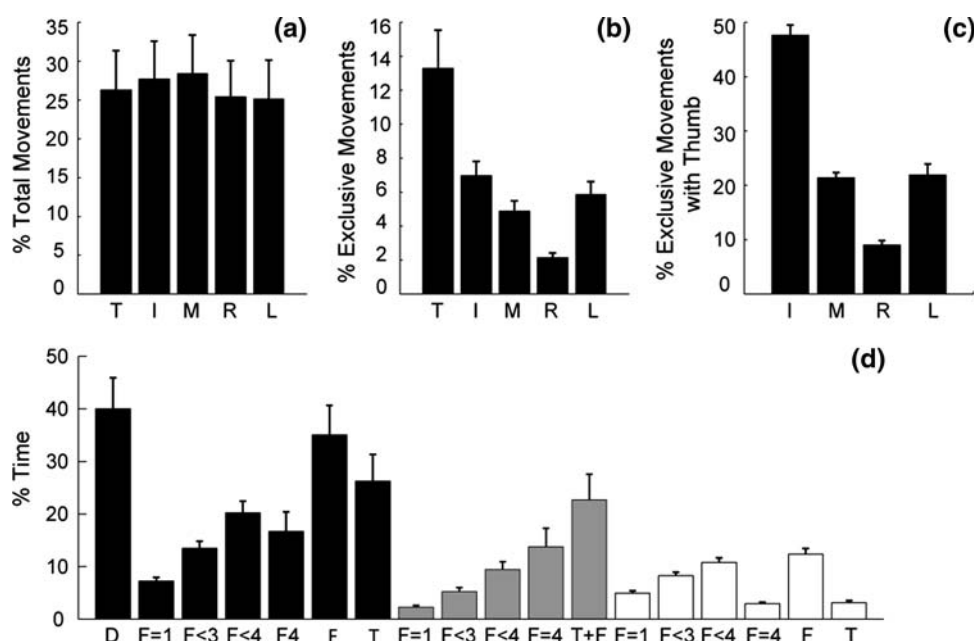 (a)
% Total Movements
35
30
25
20
15
10
5
0
T I M R L
(b)
% Exclusive Movements
16
14
12
10
8
6
4
2
0
T I M R L
(c)
% Exclusive Movements
with Thumb
50
40
30
20
10
0
I M R L
(d)
% Time
50
40
30
20
10
0
D F=1 F<3 F<4 F4 F T F=1 F<3 F<4 F=4 T+F F=1 F<3 F<4 F=4 F T